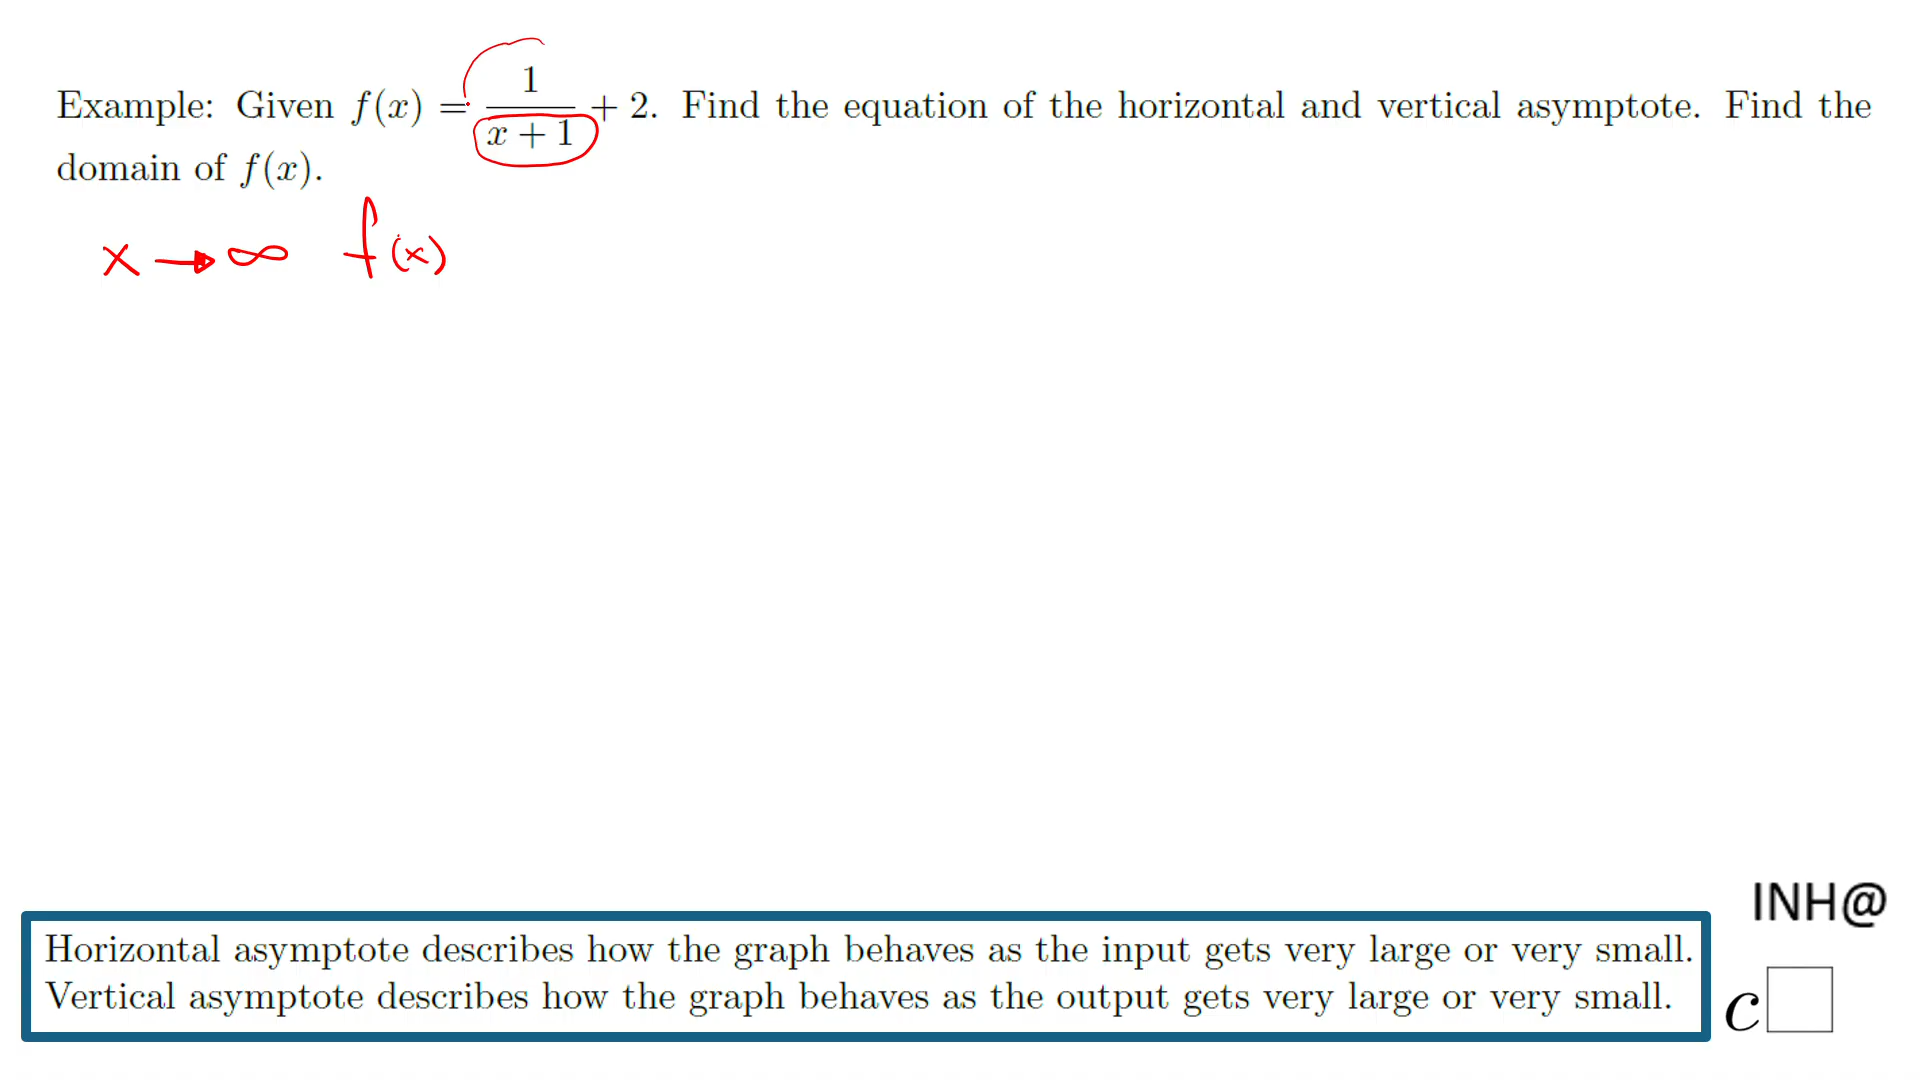 Example: Given f(x) = 1/(x + 1) + 2. Find the equation of the horizontal and vertical asymptote. Find the
domain of f(x).
x → ∞ f(x)
INH@
Horizontal asymptote describes how the graph behaves as the input gets very large or very small.
Vertical asymptote describes how the graph behaves as the output gets very large or very small.
c□